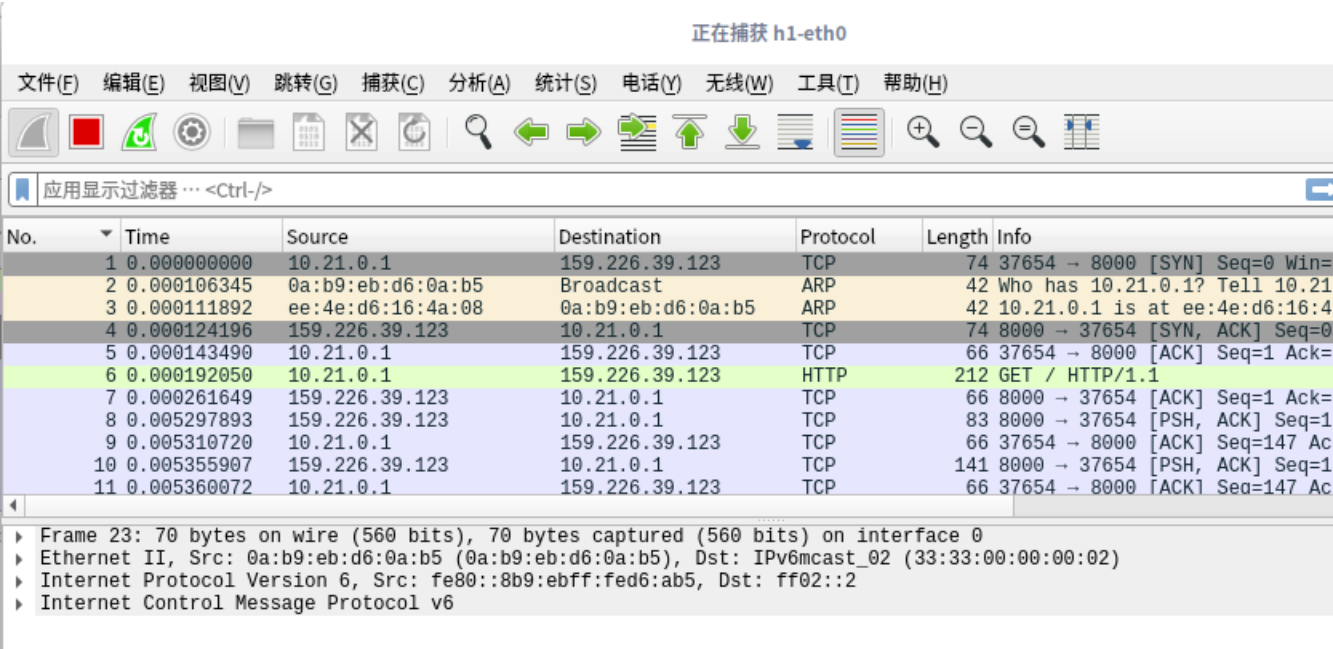 正在捕获 h1-eth0
文件(F) 编辑(E) 视图(V) 跳转(G) 捕获(C) 分析(A) 统计(S) 电话(Y) 无线(W) 工具(T) 帮助(H)
应用显示过滤器 … <Ctrl-/>
No. Time Source Destination Protocol Length Info
1 0.000000000 10.21.0.1 159.226.39.123 TCP 74 37654 → 8000 [SYN] Seq=0 Win=
2 0.000106345 0a:b9:eb:d6:0a:b5 Broadcast ARP 42 Who has 10.21.0.1? Tell 10.21
3 0.000111892 ee:4e:d6:16:4a:08 0a:b9:eb:d6:0a:b5 ARP 42 10.21.0.1 is at ee:4e:d6:16:4
4 0.000124196 159.226.39.123 10.21.0.1 TCP 74 8000 → 37654 [SYN, ACK] Seq=0
5 0.000143490 10.21.0.1 159.226.39.123 TCP 66 37654 → 8000 [ACK] Seq=1 Ack=
6 0.000192050 10.21.0.1 159.226.39.123 HTTP 212 GET / HTTP/1.1
7 0.000261649 159.226.39.123 10.21.0.1 TCP 66 8000 → 37654 [ACK] Seq=1 Ack=
8 0.005297893 159.226.39.123 10.21.0.1 TCP 83 8000 → 37654 [PSH, ACK] Seq=1
9 0.005310720 10.21.0.1 159.226.39.123 TCP 66 37654 → 8000 [ACK] Seq=147 Ac
10 0.005355907 159.226.39.123 10.21.0.1 TCP 141 8000 → 37654 [PSH, ACK] Seq=1
11 0.005360072 10.21.0.1 159.226.39.123 TCP 66 37654 → 8000 [ACK] Seq=147 Ac
Frame 23: 70 bytes on wire (560 bits), 70 bytes captured (560 bits) on interface 0
Ethernet II, Src: 0a:b9:eb:d6:0a:b5 (0a:b9:eb:d6:0a:b5), Dst: IPv6mcast_02 (33:33:00:00:00:02)
Internet Protocol Version 6, Src: fe80::8b9:ebff:fed6:ab5, Dst: ff02::2
Internet Control Message Protocol v6